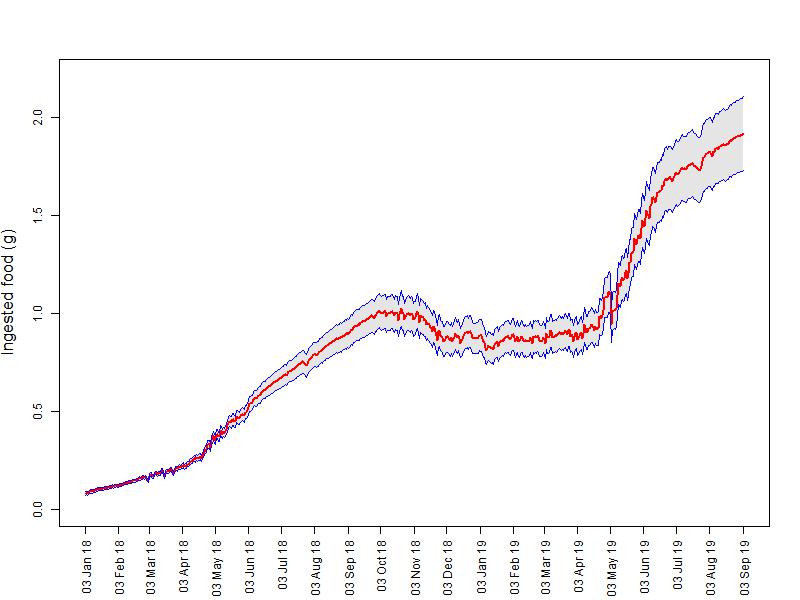 Ingested food (g)
2.0
1.5
1.0
0.5
0.0
03 Jan 18
03 Feb 18
03 Mar 18
03 Apr 18
03 May 18
03 Jun 18
03 Jul 18
03 Aug 18
03 Sep 18
03 Oct 18
03 Nov 18
03 Dec 18
03 Jan 19
03 Feb 19
03 Mar 19
03 Apr 19
03 May 19
03 Jun 19
03 Jul 19
03 Aug 19
03 Sep 19